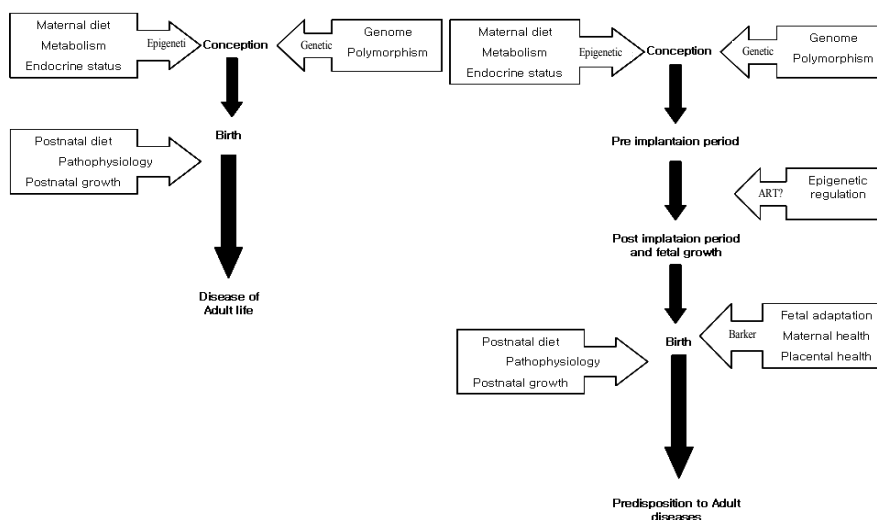 Maternal diet
Metabolism
Endocrine status
Epigeneti
Conception
Genetic
Genome
Polymorphism
Birth
Postnatal diet
Pathophysiology
Postnatal growth
Disease of
Adult life
Maternal diet
Metabolism
Endocrine status
Epigenetic
Conception
Genetic
Genome
Polymorphism
Pre implantaion period
ART?
Epigenetic
regulation
Post implataion period
and fetal growth
Postnatal diet
Pathophysiology
Postnatal growth
Birth
Barker
Fetal adaptation
Maternal health
Placental health
Predisposition to Adult
diseases